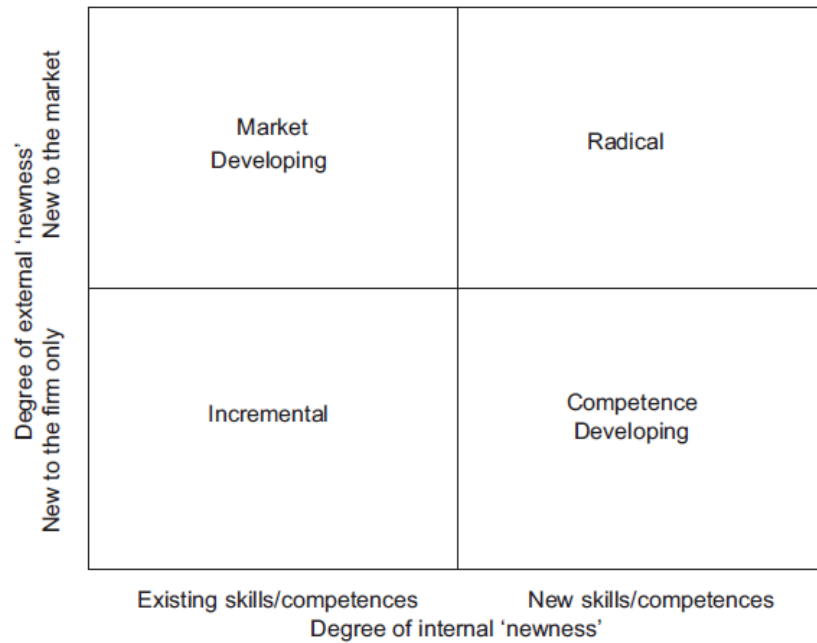 Degree of external ‘newness’
New to the market
New to the firm only
Market
Developing
Radical
Incremental
Competence
Developing
Existing skills/competences
New skills/competences
Degree of internal ‘newness’